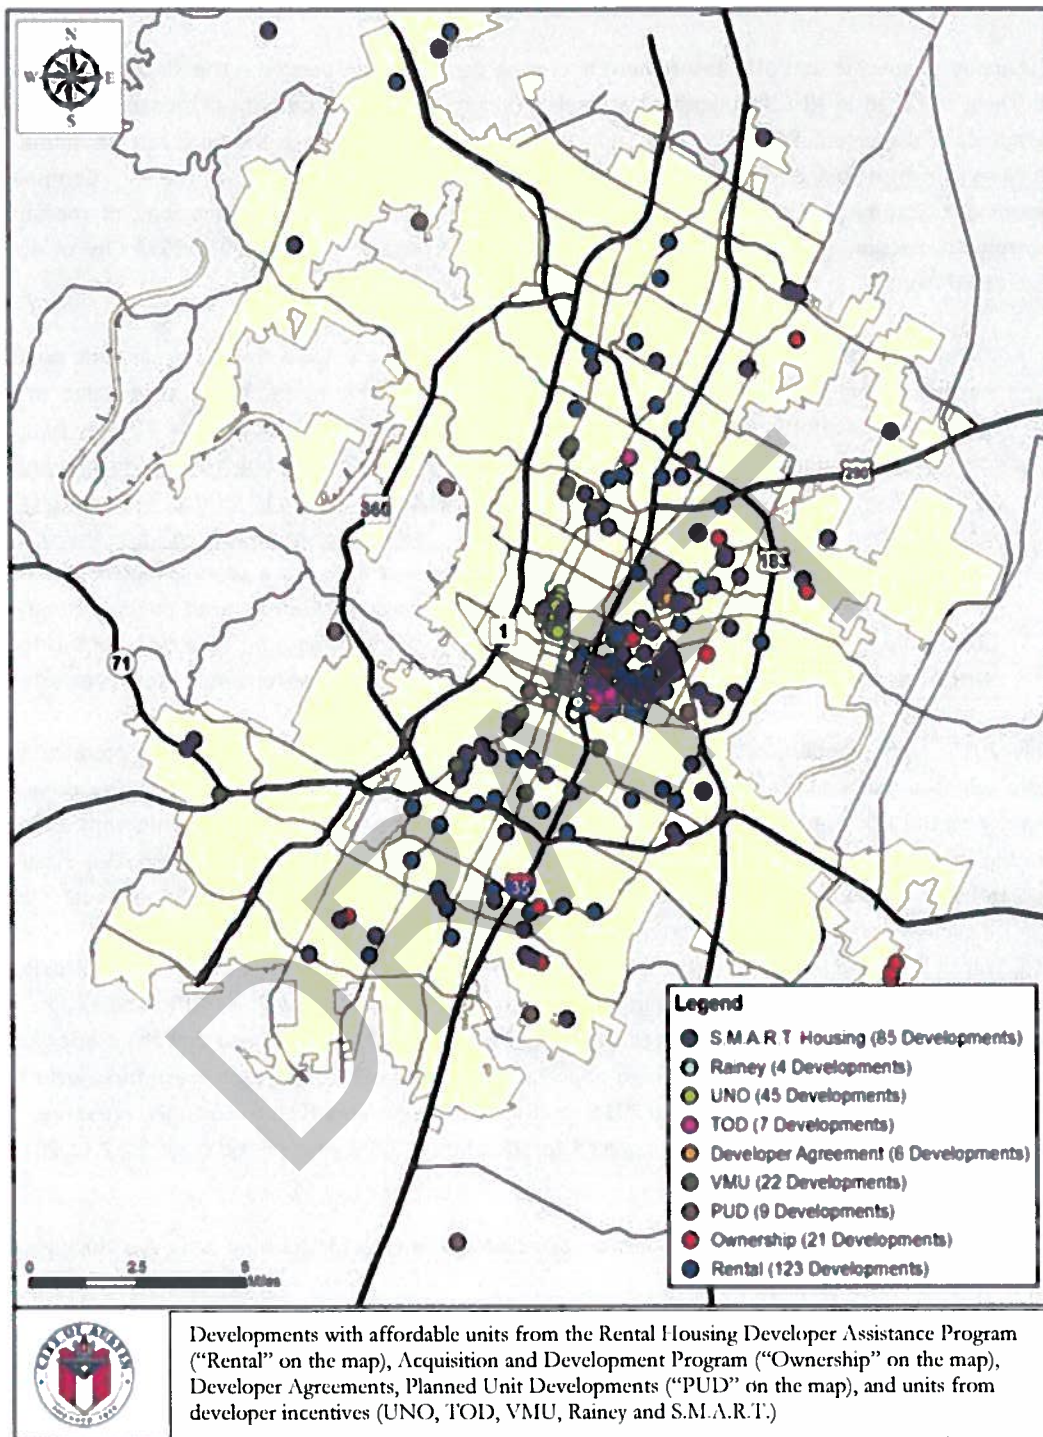 N
W E
S
360
290
183
1
71
35
DRAFT
Legend
S.M.A.R.T Housing (85 Developments)
Rainey (4 Developments)
UNO (45 Developments)
TOD (7 Developments)
Developer Agreement (6 Developments)
VMU (22 Developments)
PUD (9 Developments)
Ownership (21 Developments)
Rental (123 Developments)
0 2.5 5
Miles
CITY OF AUSTIN
Developments with affordable units from the Rental Housing Developer Assistance Program
("Rental" on the map), Acquisition and Development Program ("Ownership" on the map),
Developer Agreements, Planned Unit Developments ("PUD" on the map), and units from
developer incentives (UNO, TOD, VMU, Rainey and S.M.A.R.T.)